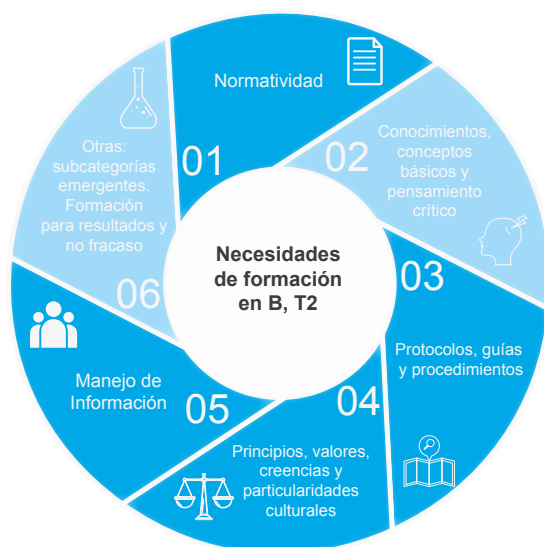 Normatividad
01
Conocimientos,
conceptos
básicos y
pensamiento
crítico
02
Protocolos, guías
y procedimientos
03
Principios, valores,
creencias y
particularidades
culturales
04
Manejo de
Información
05
Otras:
subcategorías
emergentes.
Formación
para resultados y
no fracaso
06
Necesidades
de formación
en B, T2